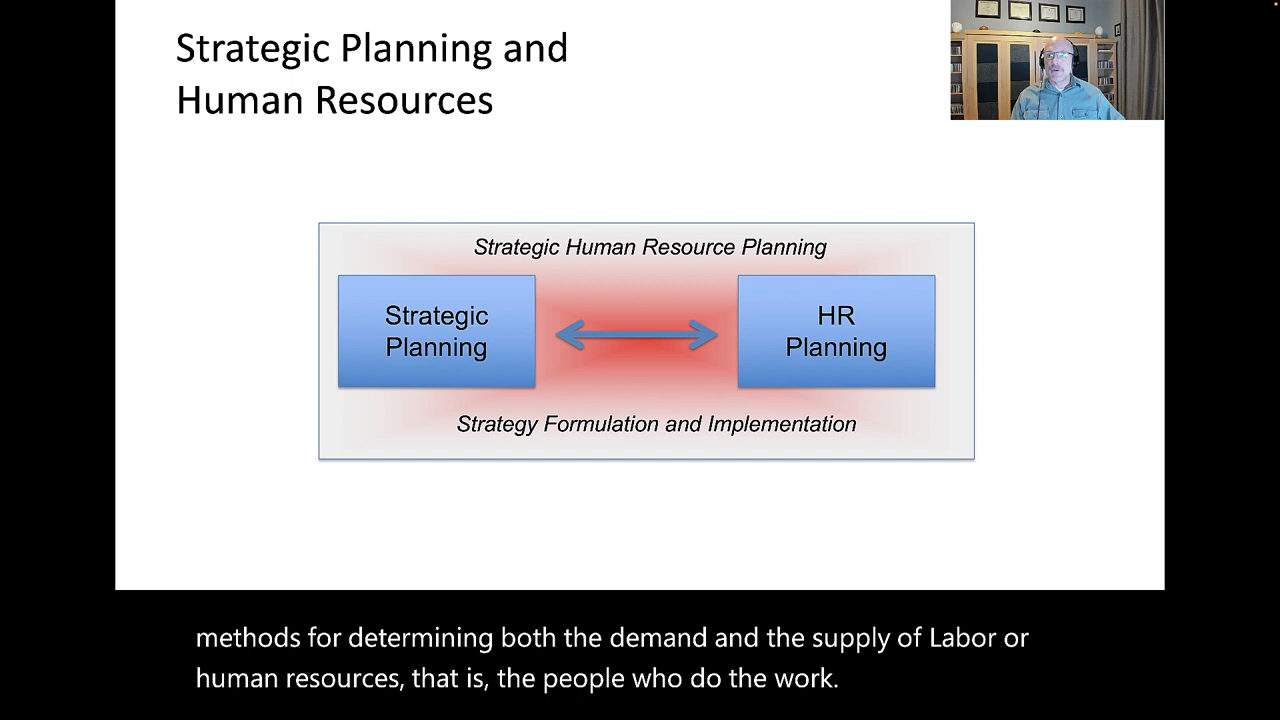 Strategic Planning and
Human Resources
Strategic Human Resource Planning
Strategic
Planning
HR
Planning
Strategy Formulation and Implementation
methods for determining both the demand and the supply of Labor or
human resources, that is, the people who do the work.